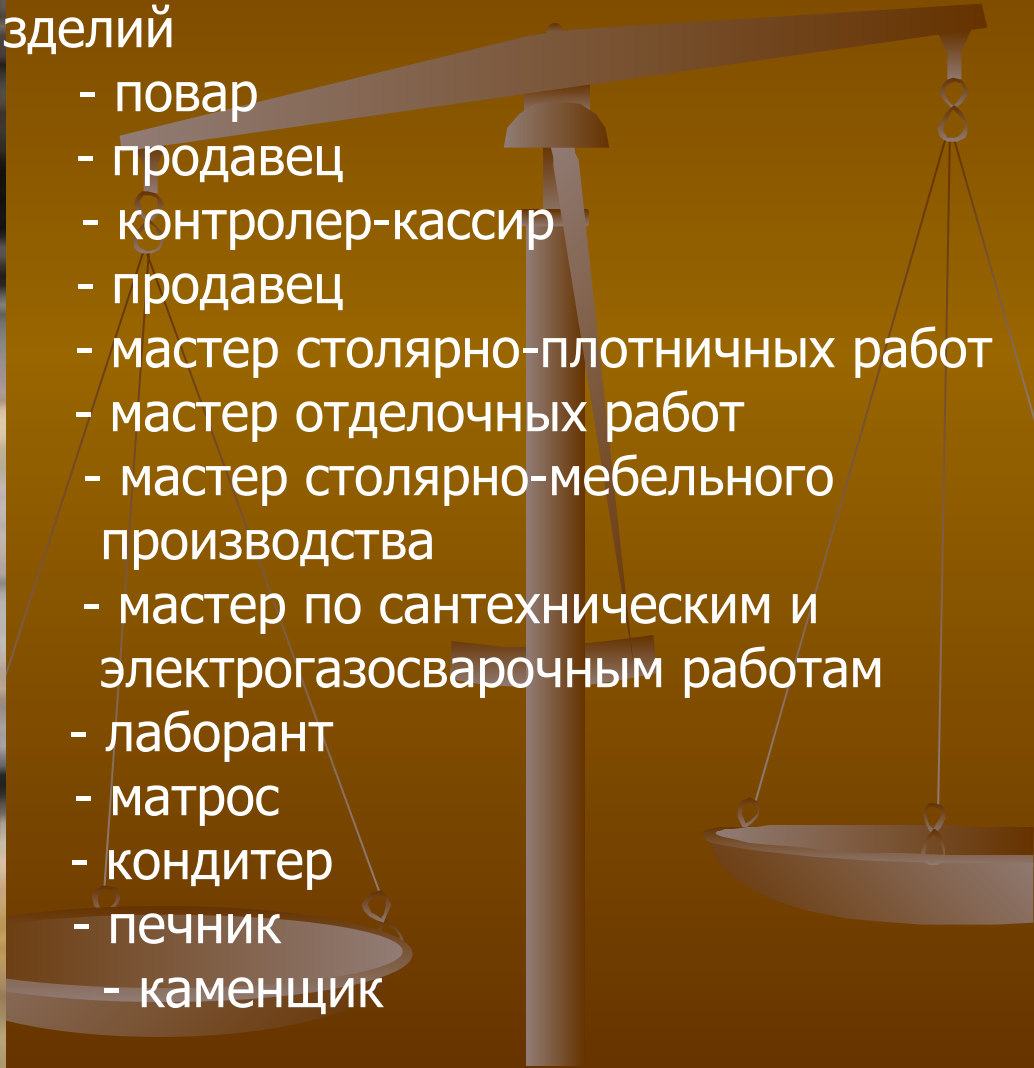 зделий
- повар
- продавец
- контролер-кассир
- продавец
- мастер столярно-плотничных работ
- мастер отделочных работ
- мастер столярно-мебельного
производства
- мастер по сантехническим и
электрогазосварочным работам
- лаборант
- матрос
- кондитер
- печник
- каменщик